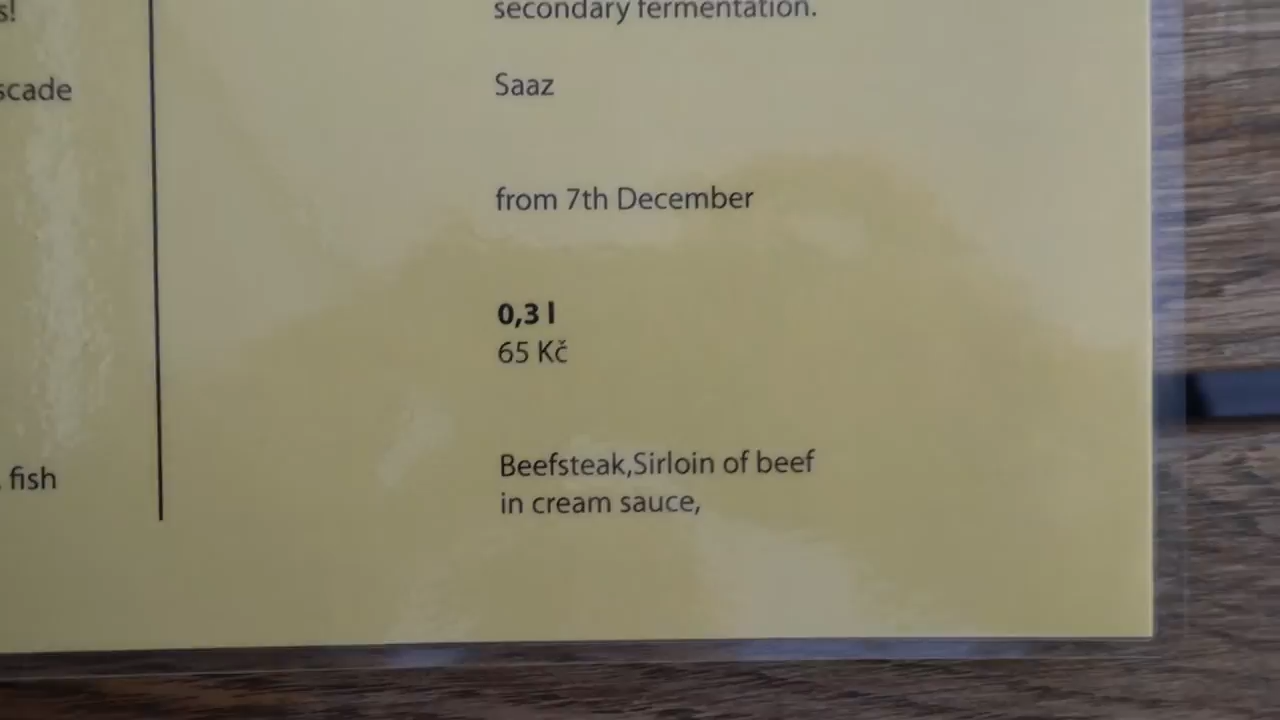 s!
scade
fish
secondary fermentation.
Saaz
from 7th December
0,3 l
65 Kč
Beefsteak,Sirloin of beef
in cream sauce,